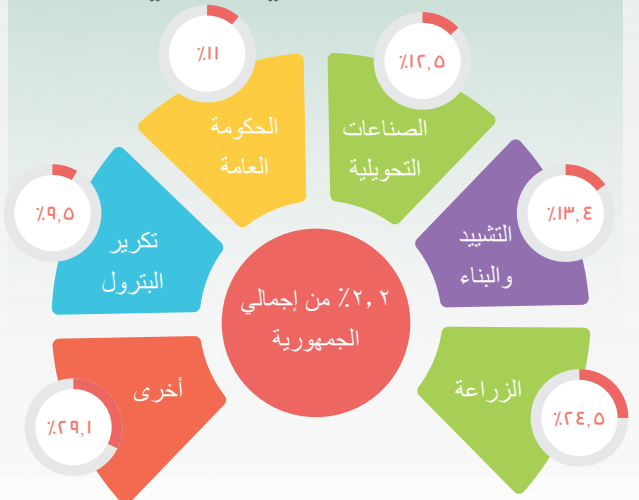 ٪١١
الحكومة
العامة
٪١٢,٥
الصناعات
التحويلية
٪١٣,٤
التشييد
والبناء
٪٩,٥
تكرير
البترول
٢,٢٪ من إجمالي
الجمهورية
الزراعة
٪٢٤,٥
أخرى
٪٢٩,١